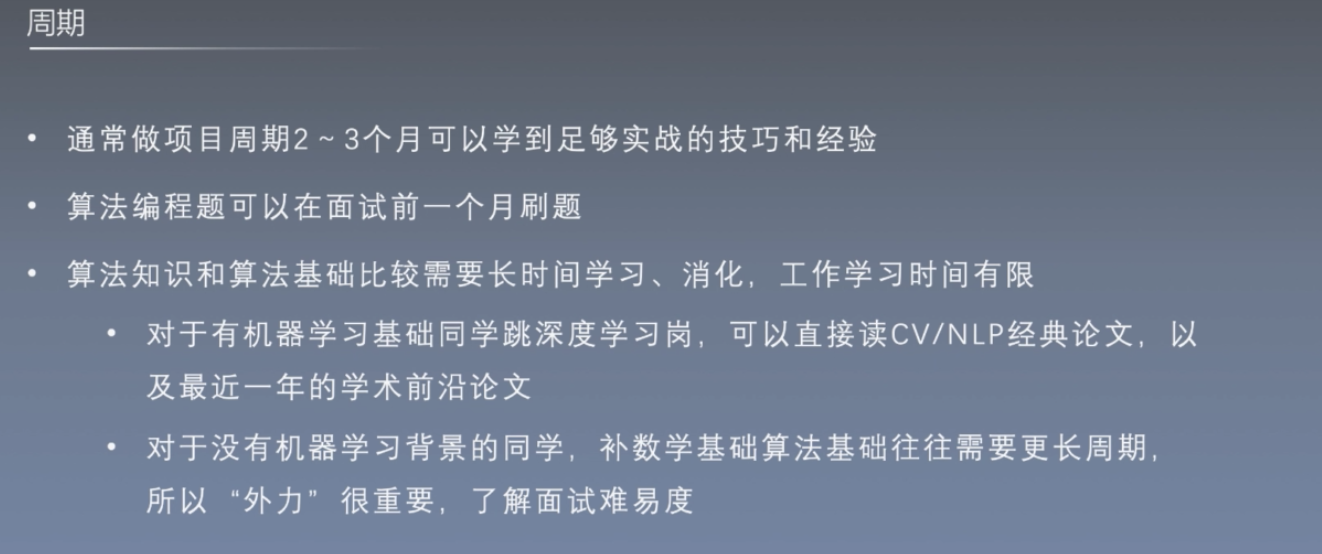 周期
• 通常做项目周期2～3个月可以学到足够实战的技巧和经验
• 算法编程题可以在面试前一个月刷题
• 算法知识和算法基础比较需要长时间学习、消化，工作学习时间有限
• 对于有机器学习基础同学跳深度学习岗，可以直接读CV/NLP经典论文，以
及最近一年的学术前沿论文
• 对于没有机器学习背景的同学，补数学基础算法基础往往需要更长周期，
所以“外力”很重要，了解面试难易度